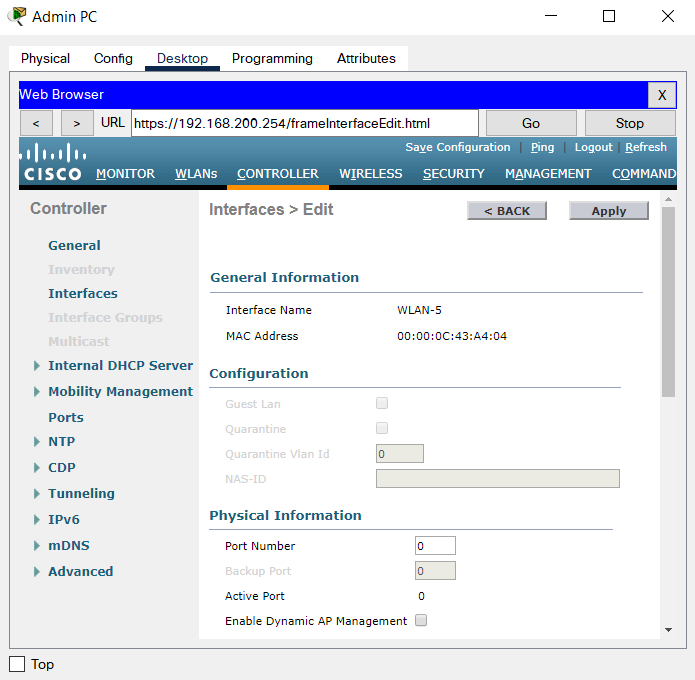 Admin PC
Physical Config Desktop Programming Attributes
Web Browser X
< > URL https://192.168.200.254/frameInterfaceEdit.html Go Stop
Save Configuration | Ping | Logout | Refresh
CISCO MONITOR WLANs CONTROLLER WIRELESS SECURITY MANAGEMENT COMMAND
Controller
General
Inventory
Interfaces
Interface Groups
Multicast
Internal DHCP Server
Mobility Management
Ports
NTP
CDP
Tunneling
IPv6
mDNS
Advanced
Interfaces > Edit < BACK Apply
General Information
Interface Name WLAN-5
MAC Address 00:00:0C:43:A4:04
Configuration
Guest Lan
Quarantine
Quarantine Vlan Id 0
NAS-ID
Physical Information
Port Number 0
Backup Port 0
Active Port 0
Enable Dynamic AP Management
Top